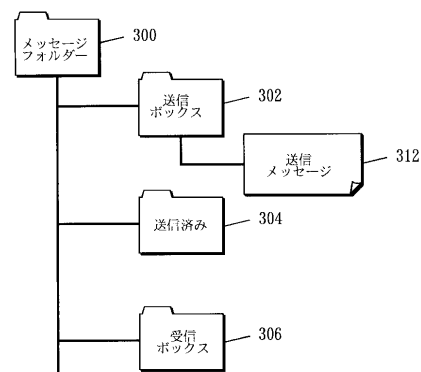 メッセージ
フォルダー
300
送信
ボックス
302
送信
メッセージ
312
送信済み
304
受信
ボックス
306